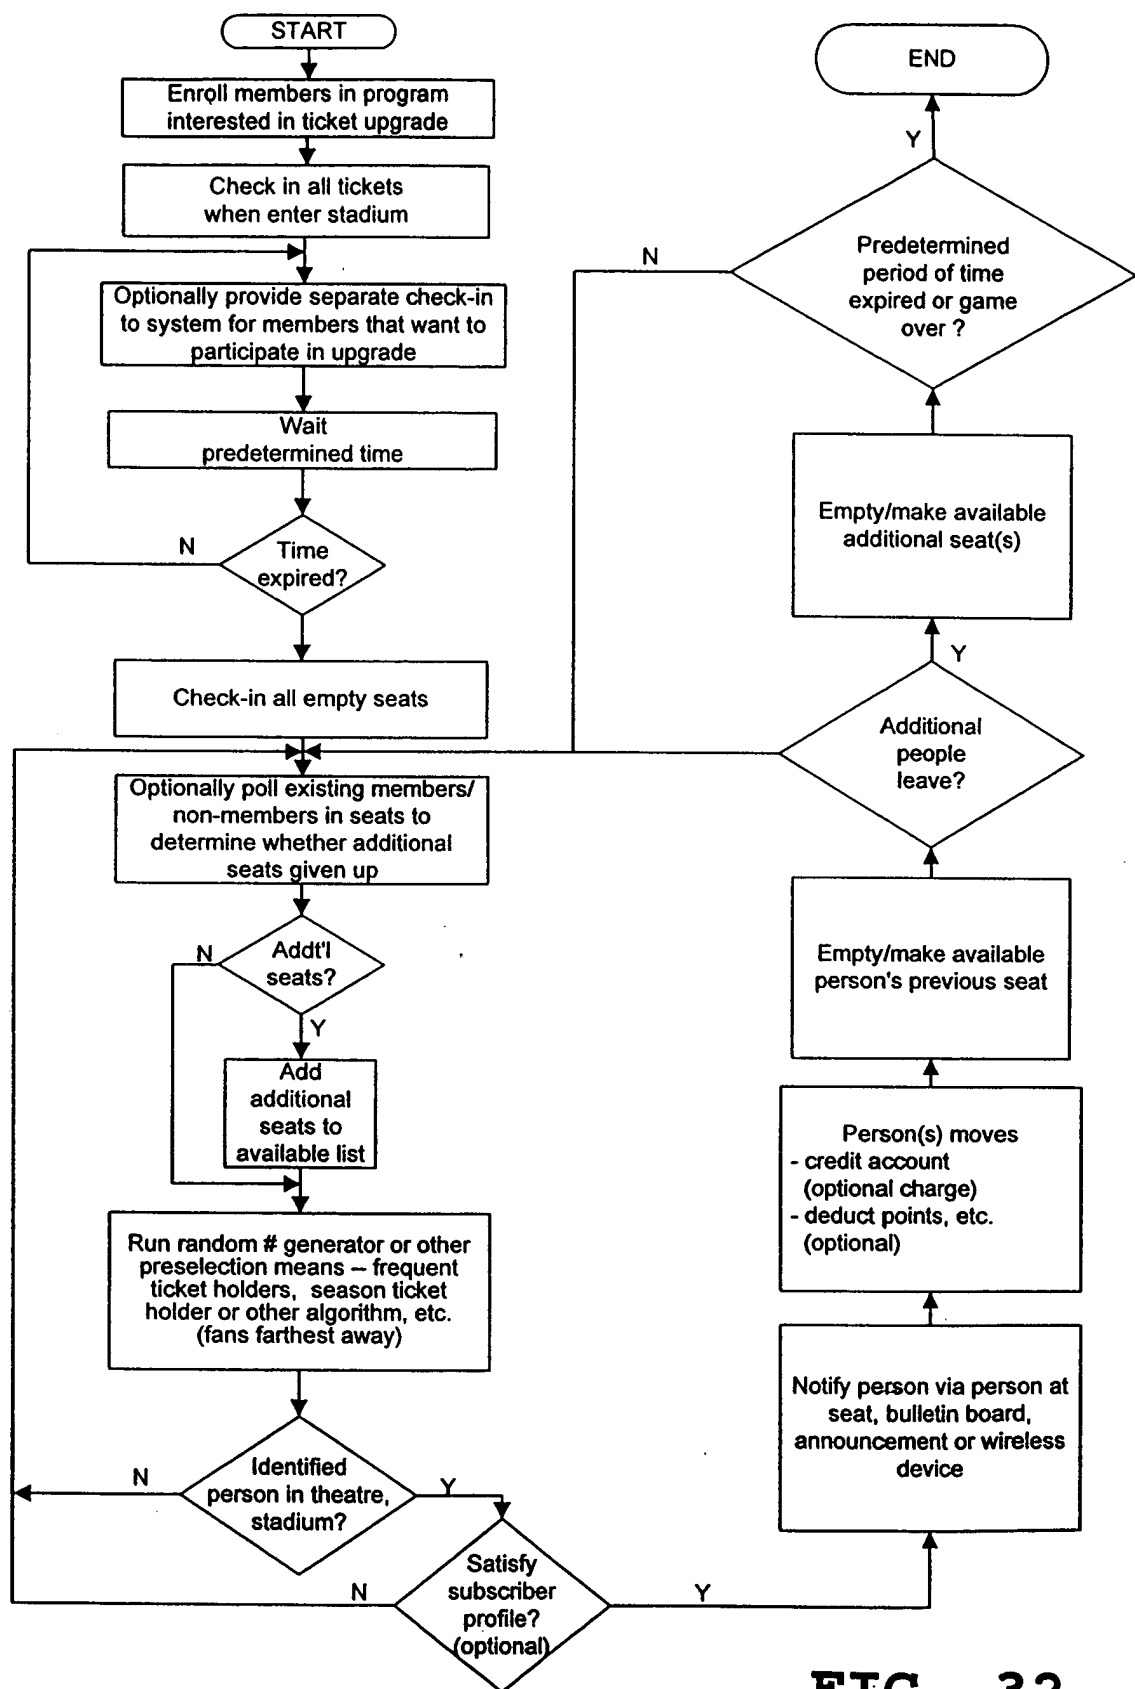 START
Enroll members in program
interested in ticket upgrade
Check in all tickets
when enter stadium
Optionally provide separate check-in
to system for members that want to
participate in upgrade
Wait
predetermined time
N
Time
expired?
Check-in all empty seats
Optionally poll existing members/
non-members in seats to
determine whether additional
seats given up
N
Addt'l
seats?
Y
Add
additional
seats to
available list
Run random # generator or other
preselection means – frequent
ticket holders, season ticket
holder or other algorithm, etc.
(fans farthest away)
N
Identified
person in theatre,
stadium?
Y
N
Satisfy
subscriber
profile?
(optional)
Y
Notify person via person at
seat, bulletin board,
announcement or wireless
device
Person(s) moves
- credit account
(optional charge)
- deduct points, etc.
(optional)
Empty/make available
person's previous seat
Additional
people
leave?
Y
Empty/make available
additional seat(s)
N
Predetermined
period of time
expired or game
over ?
Y
END
FIG. 32